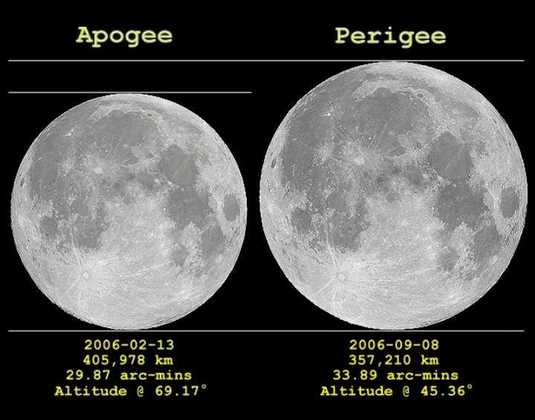 Apogee
Perigee
2006-02-13
405,978 km
29.87 arc-mins
Altitude @ 69.17°
2006-09-08
357,210 km
33.89 arc-mins
Altitude @ 45.36°